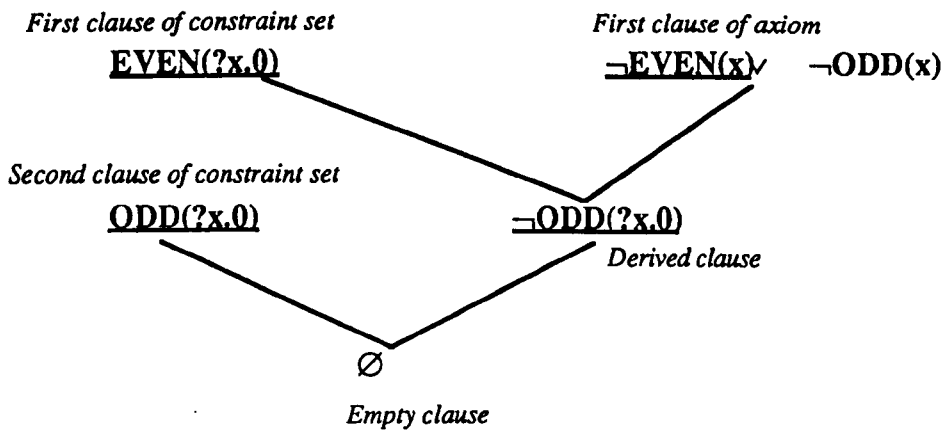 First clause of constraint set
First clause of axiom
EVEN(?x.0)
¬EVEN(x)∨ ¬ODD(x)
Second clause of constraint set
ODD(?x.0)
¬ODD(?x.0)
Derived clause
∅
Empty clause